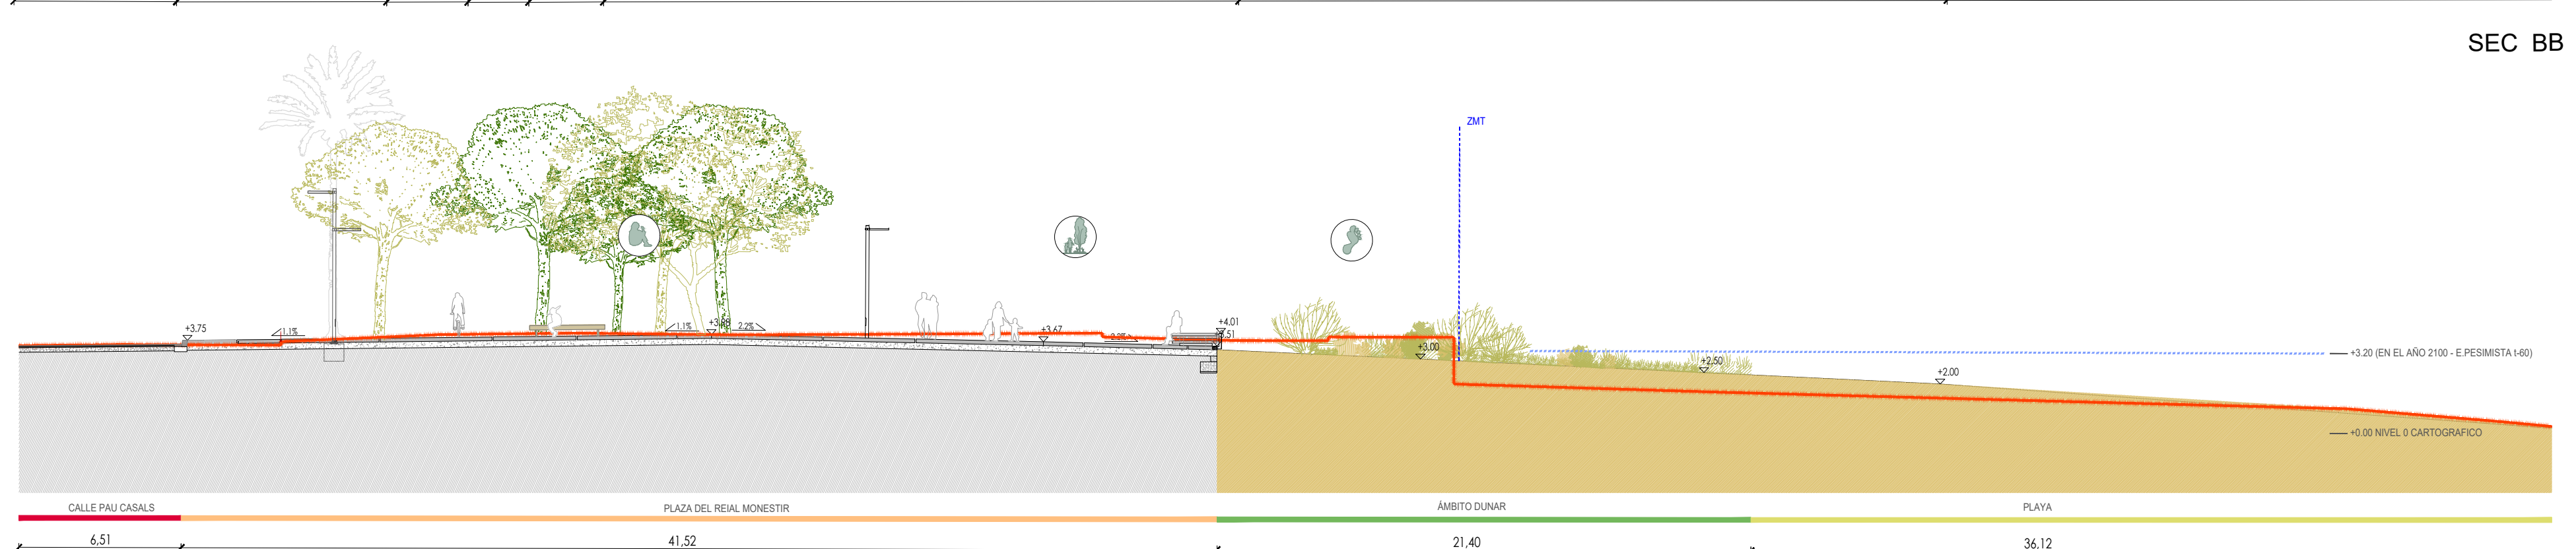 SEC BB
ZMT
+3.75
1.1%
1.1%
2.2%
+3.67
2.2%
+4.01
+3.00
+2.50
+2.00
+3.20 (EN EL AÑO 2100 - E.PESIMISTA t-60)
+0.00 NIVEL 0 CARTOGRAFICO
CALLE PAU CASALS
PLAZA DEL REIAL MONESTIR
ÁMBITO DUNAR
PLAYA
6,51
41,52
21,40
36,12